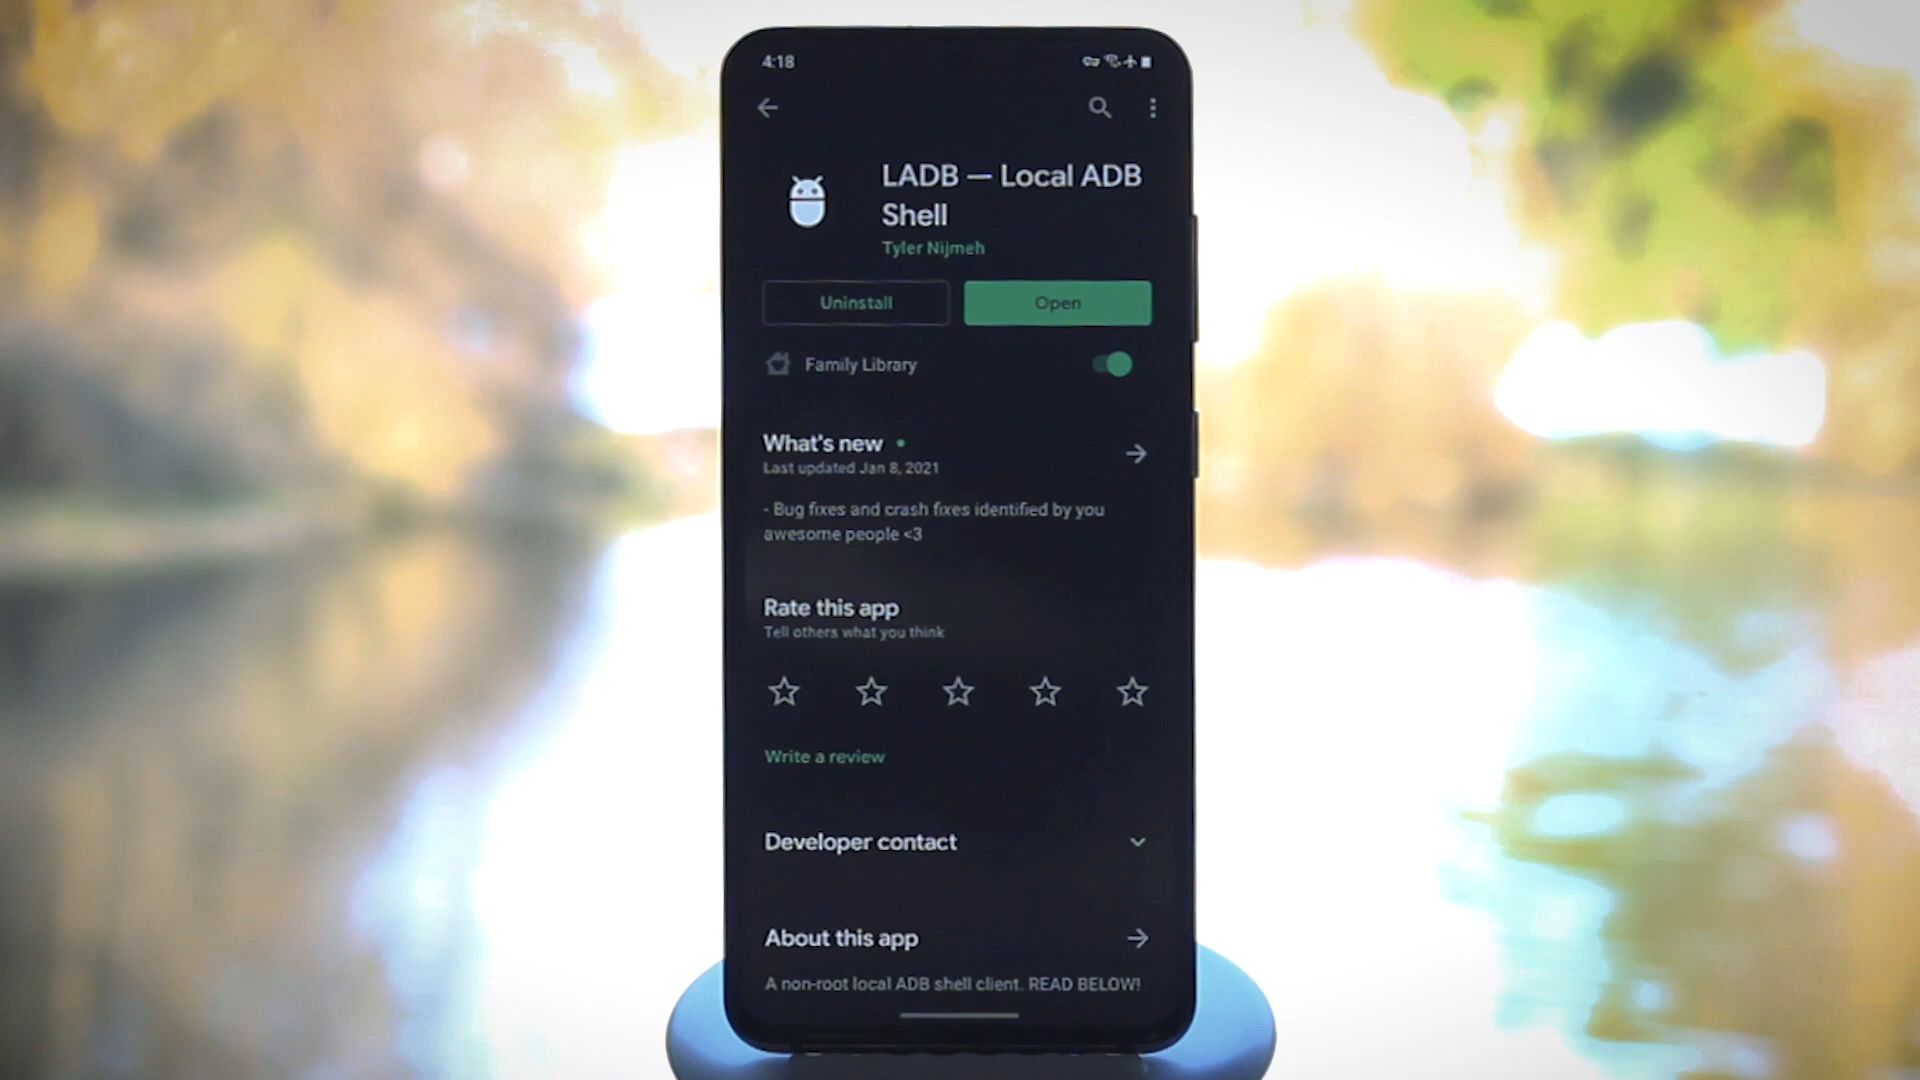 4:18
LADB — Local ADB
Shell
Tyler Nijmeh
Uninstall
Open
Family Library
What's new
Last updated Jan 8, 2021
- Bug fixes and crash fixes identified by you
awesome people <3
Rate this app
Tell others what you think
Write a review
Developer contact
About this app
A non-root local ADB shell client. READ BELOW!